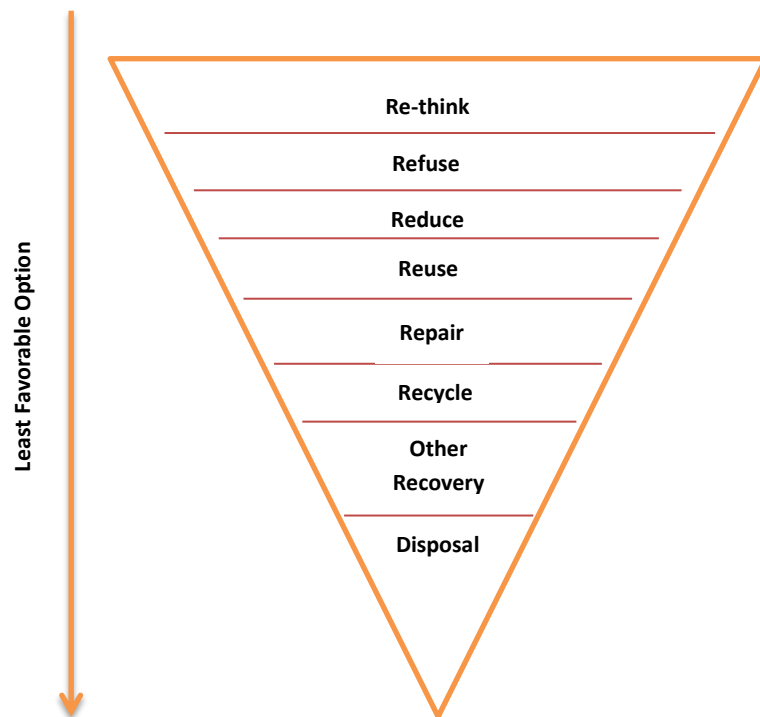 Re-think
Refuse
Reduce
Reuse
Repair
Recycle
Other
Recovery
Disposal
Least Favorable Option